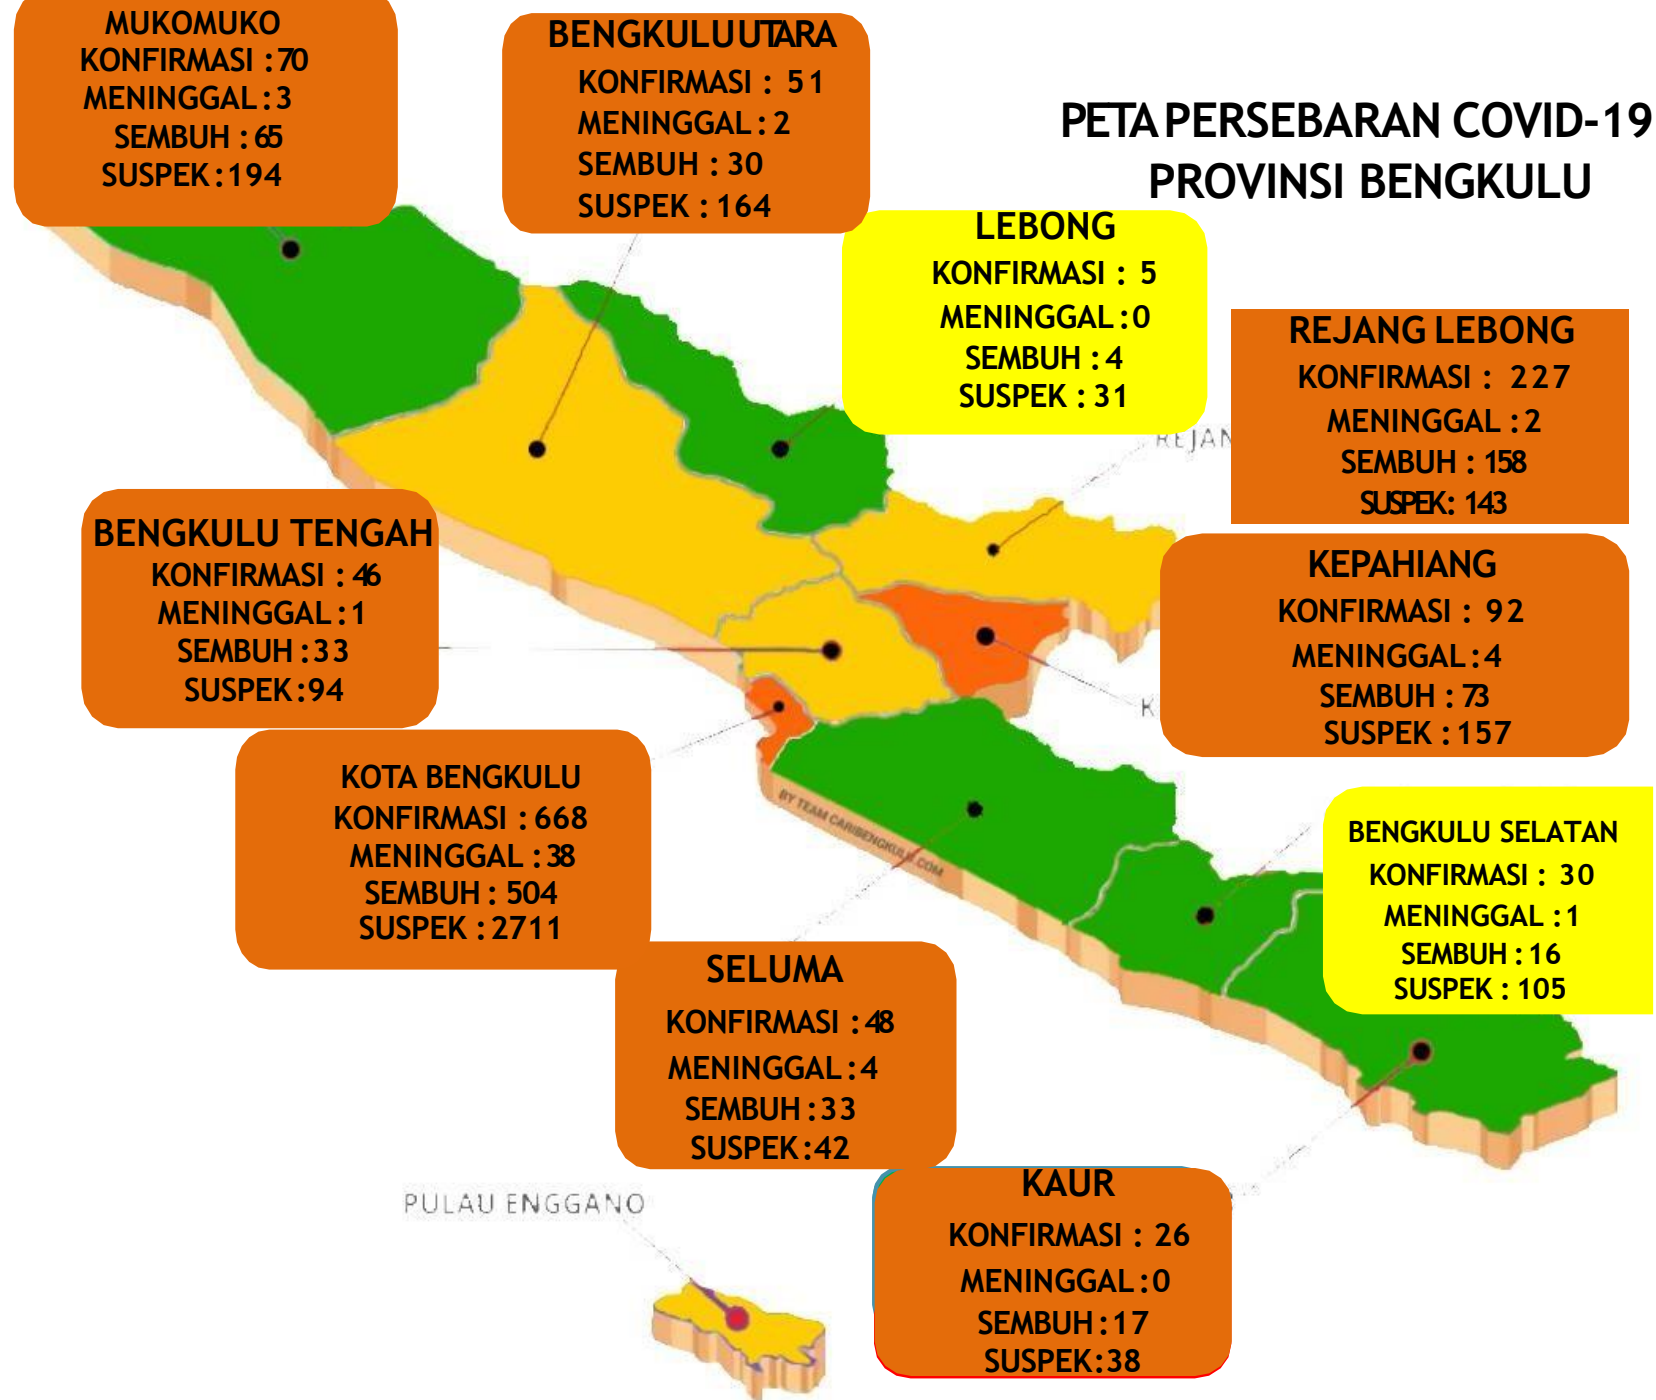 MUKOMUKO
KONFIRMASI : 70
MENINGGAL : 3
SEMBUH : 65
SUSPEK : 194
BENGKULU UTARA
KONFIRMASI : 51
MENINGGAL : 2
SEMBUH : 30
SUSPEK : 164
PETA PERSEBARAN COVID-19
PROVINSI BENGKULU
LEBONG
KONFIRMASI : 5
MENINGGAL : 0
SEMBUH : 4
SUSPEK : 31
REJANG LEBONG
KONFIRMASI : 227
MENINGGAL : 2
SEMBUH : 158
SUSPEK : 143
REJAN
BENGKULU TENGAH
KONFIRMASI : 46
MENINGGAL : 1
SEMBUH : 33
SUSPEK : 94
KEPAHIANG
KONFIRMASI : 92
MENINGGAL : 4
SEMBUH : 73
SUSPEK : 157
K
KOTA BENGKULU
KONFIRMASI : 668
MENINGGAL : 38
SEMBUH : 504
SUSPEK : 2711
BY TEAM CARIBENGKULU.COM
BENGKULU SELATAN
KONFIRMASI : 30
MENINGGAL : 1
SEMBUH : 16
SUSPEK : 105
SELUMA
KONFIRMASI : 48
MENINGGAL : 4
SEMBUH : 33
SUSPEK : 42
KAUR
KONFIRMASI : 26
MENINGGAL : 0
SEMBUH : 17
SUSPEK : 38
PULAU ENGGANO